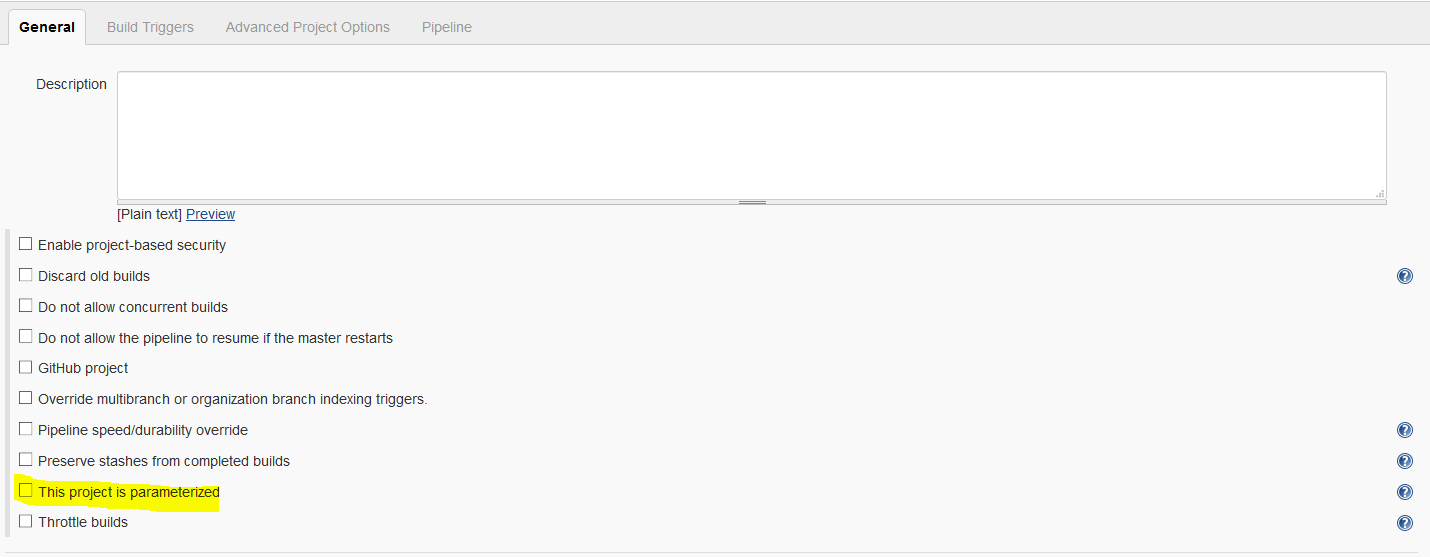 General Build Triggers Advanced Project Options Pipeline
Description
[Plain text] Preview
Enable project-based security
Discard old builds
Do not allow concurrent builds
Do not allow the pipeline to resume if the master restarts
GitHub project
Override multibranch or organization branch indexing triggers.
Pipeline speed/durability override
Preserve stashes from completed builds
This project is parameterized
Throttle builds